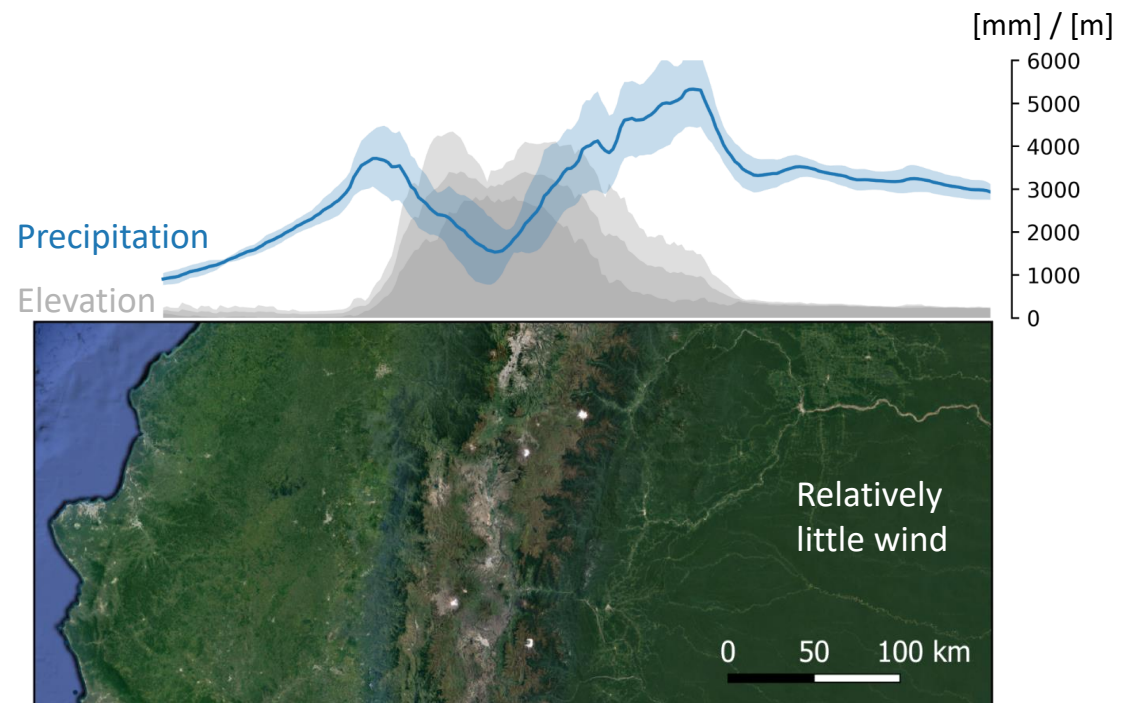 [mm] / [m]
6000
5000
4000
3000
2000
1000
0
Precipitation
Elevation
Relatively
little wind
0 50 100 km